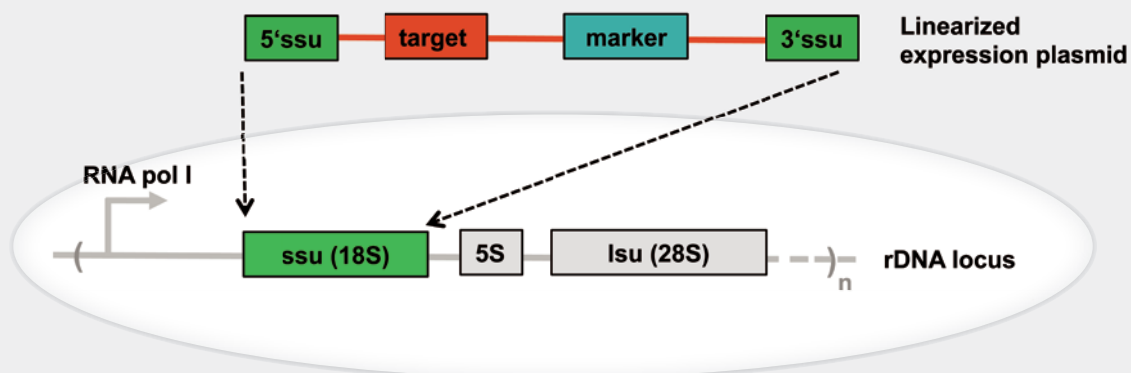 5‘ssu target marker 3‘ssu
Linearized
expression plasmid
RNA pol I
( ssu (18S) 5S lsu (28S) )n rDNA locus